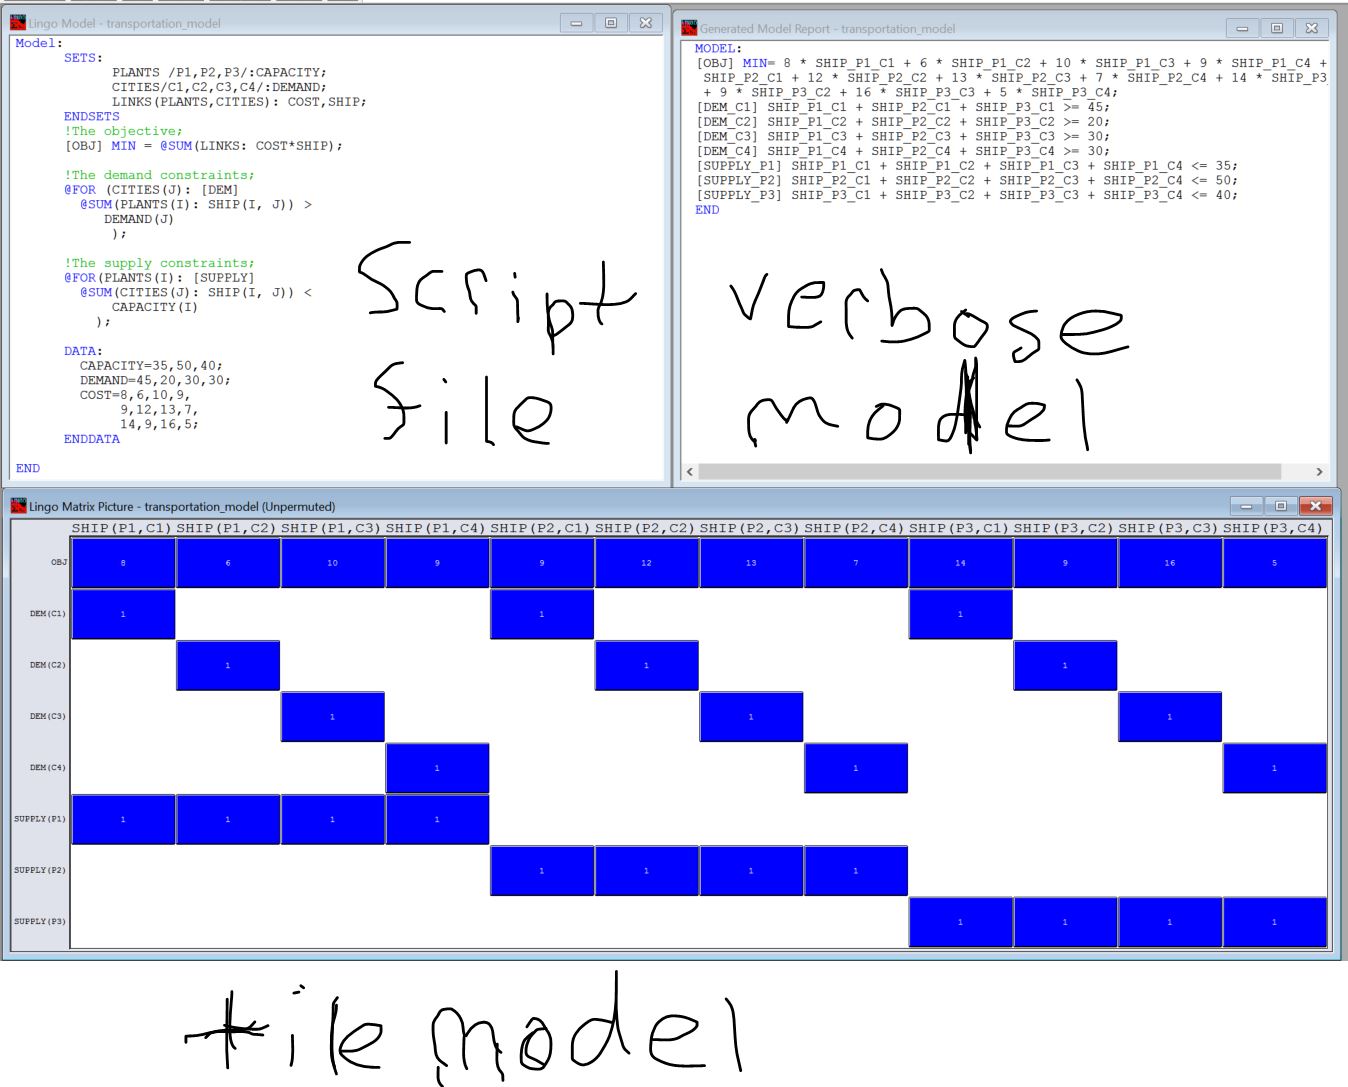 Lingo Model - transportation_model
Model:
SETS:
PLANTS /P1,P2,P3/:CAPACITY;
CITIES/C1,C2,C3,C4/:DEMAND;
LINKS(PLANTS,CITIES): COST,SHIP;
ENDSETS
!The objective;
[OBJ] MIN = @SUM(LINKS: COST*SHIP);
!The demand constraints;
@FOR (CITIES(J): [DEM]
@SUM(PLANTS(I): SHIP(I, J)) >
DEMAND(J)
);
!The supply constraints;
@FOR(PLANTS(I): [SUPPLY]
@SUM(CITIES(J): SHIP(I, J)) <
CAPACITY(I)
);
DATA:
CAPACITY=35,50,40;
DEMAND=45,20,30,30;
COST=8,6,10,9,
9,12,13,7,
14,9,16,5;
ENDDATA
END
Script
file
Generated Model Report - transportation_model
MODEL:
[OBJ] MIN= 8 * SHIP_P1_C1 + 6 * SHIP_P1_C2 + 10 * SHIP_P1_C3 + 9 * SHIP_P1_C4 +
SHIP_P2_C1 + 12 * SHIP_P2_C2 + 13 * SHIP_P2_C3 + 7 * SHIP_P2_C4 + 14 * SHIP_P3
+ 9 * SHIP_P3_C2 + 16 * SHIP_P3_C3 + 5 * SHIP_P3_C4;
[DEM_C1] SHIP_P1_C1 + SHIP_P2_C1 + SHIP_P3_C1 >= 45;
[DEM_C2] SHIP_P1_C2 + SHIP_P2_C2 + SHIP_P3_C2 >= 20;
[DEM_C3] SHIP_P1_C3 + SHIP_P2_C3 + SHIP_P3_C3 >= 30;
[DEM_C4] SHIP_P1_C4 + SHIP_P2_C4 + SHIP_P3_C4 >= 30;
[SUPPLY_P1] SHIP_P1_C1 + SHIP_P1_C2 + SHIP_P1_C3 + SHIP_P1_C4 <= 35;
[SUPPLY_P2] SHIP_P2_C1 + SHIP_P2_C2 + SHIP_P2_C3 + SHIP_P2_C4 <= 50;
[SUPPLY_P3] SHIP_P3_C1 + SHIP_P3_C2 + SHIP_P3_C3 + SHIP_P3_C4 <= 40;
END
verbose
model
Lingo Matrix Picture - transportation_model (Unpermuted)
SHIP(P1,C1) SHIP(P1,C2) SHIP(P1,C3) SHIP(P1,C4) SHIP(P2,C1) SHIP(P2,C2) SHIP(P2,C3) SHIP(P2,C4) SHIP(P3,C1) SHIP(P3,C2) SHIP(P3,C3) SHIP(P3,C4)
OBJ 8 6 10 9 9 12 13 7 14 9 16 5
DEM(C1) 1 1 1
DEM(C2) 1 1 1
DEM(C3) 1 1 1
DEM(C4) 1 1 1
SUPPLY(P1) 1 1 1 1
SUPPLY(P2) 1 1 1 1
SUPPLY(P3) 1 1 1 1
tile model